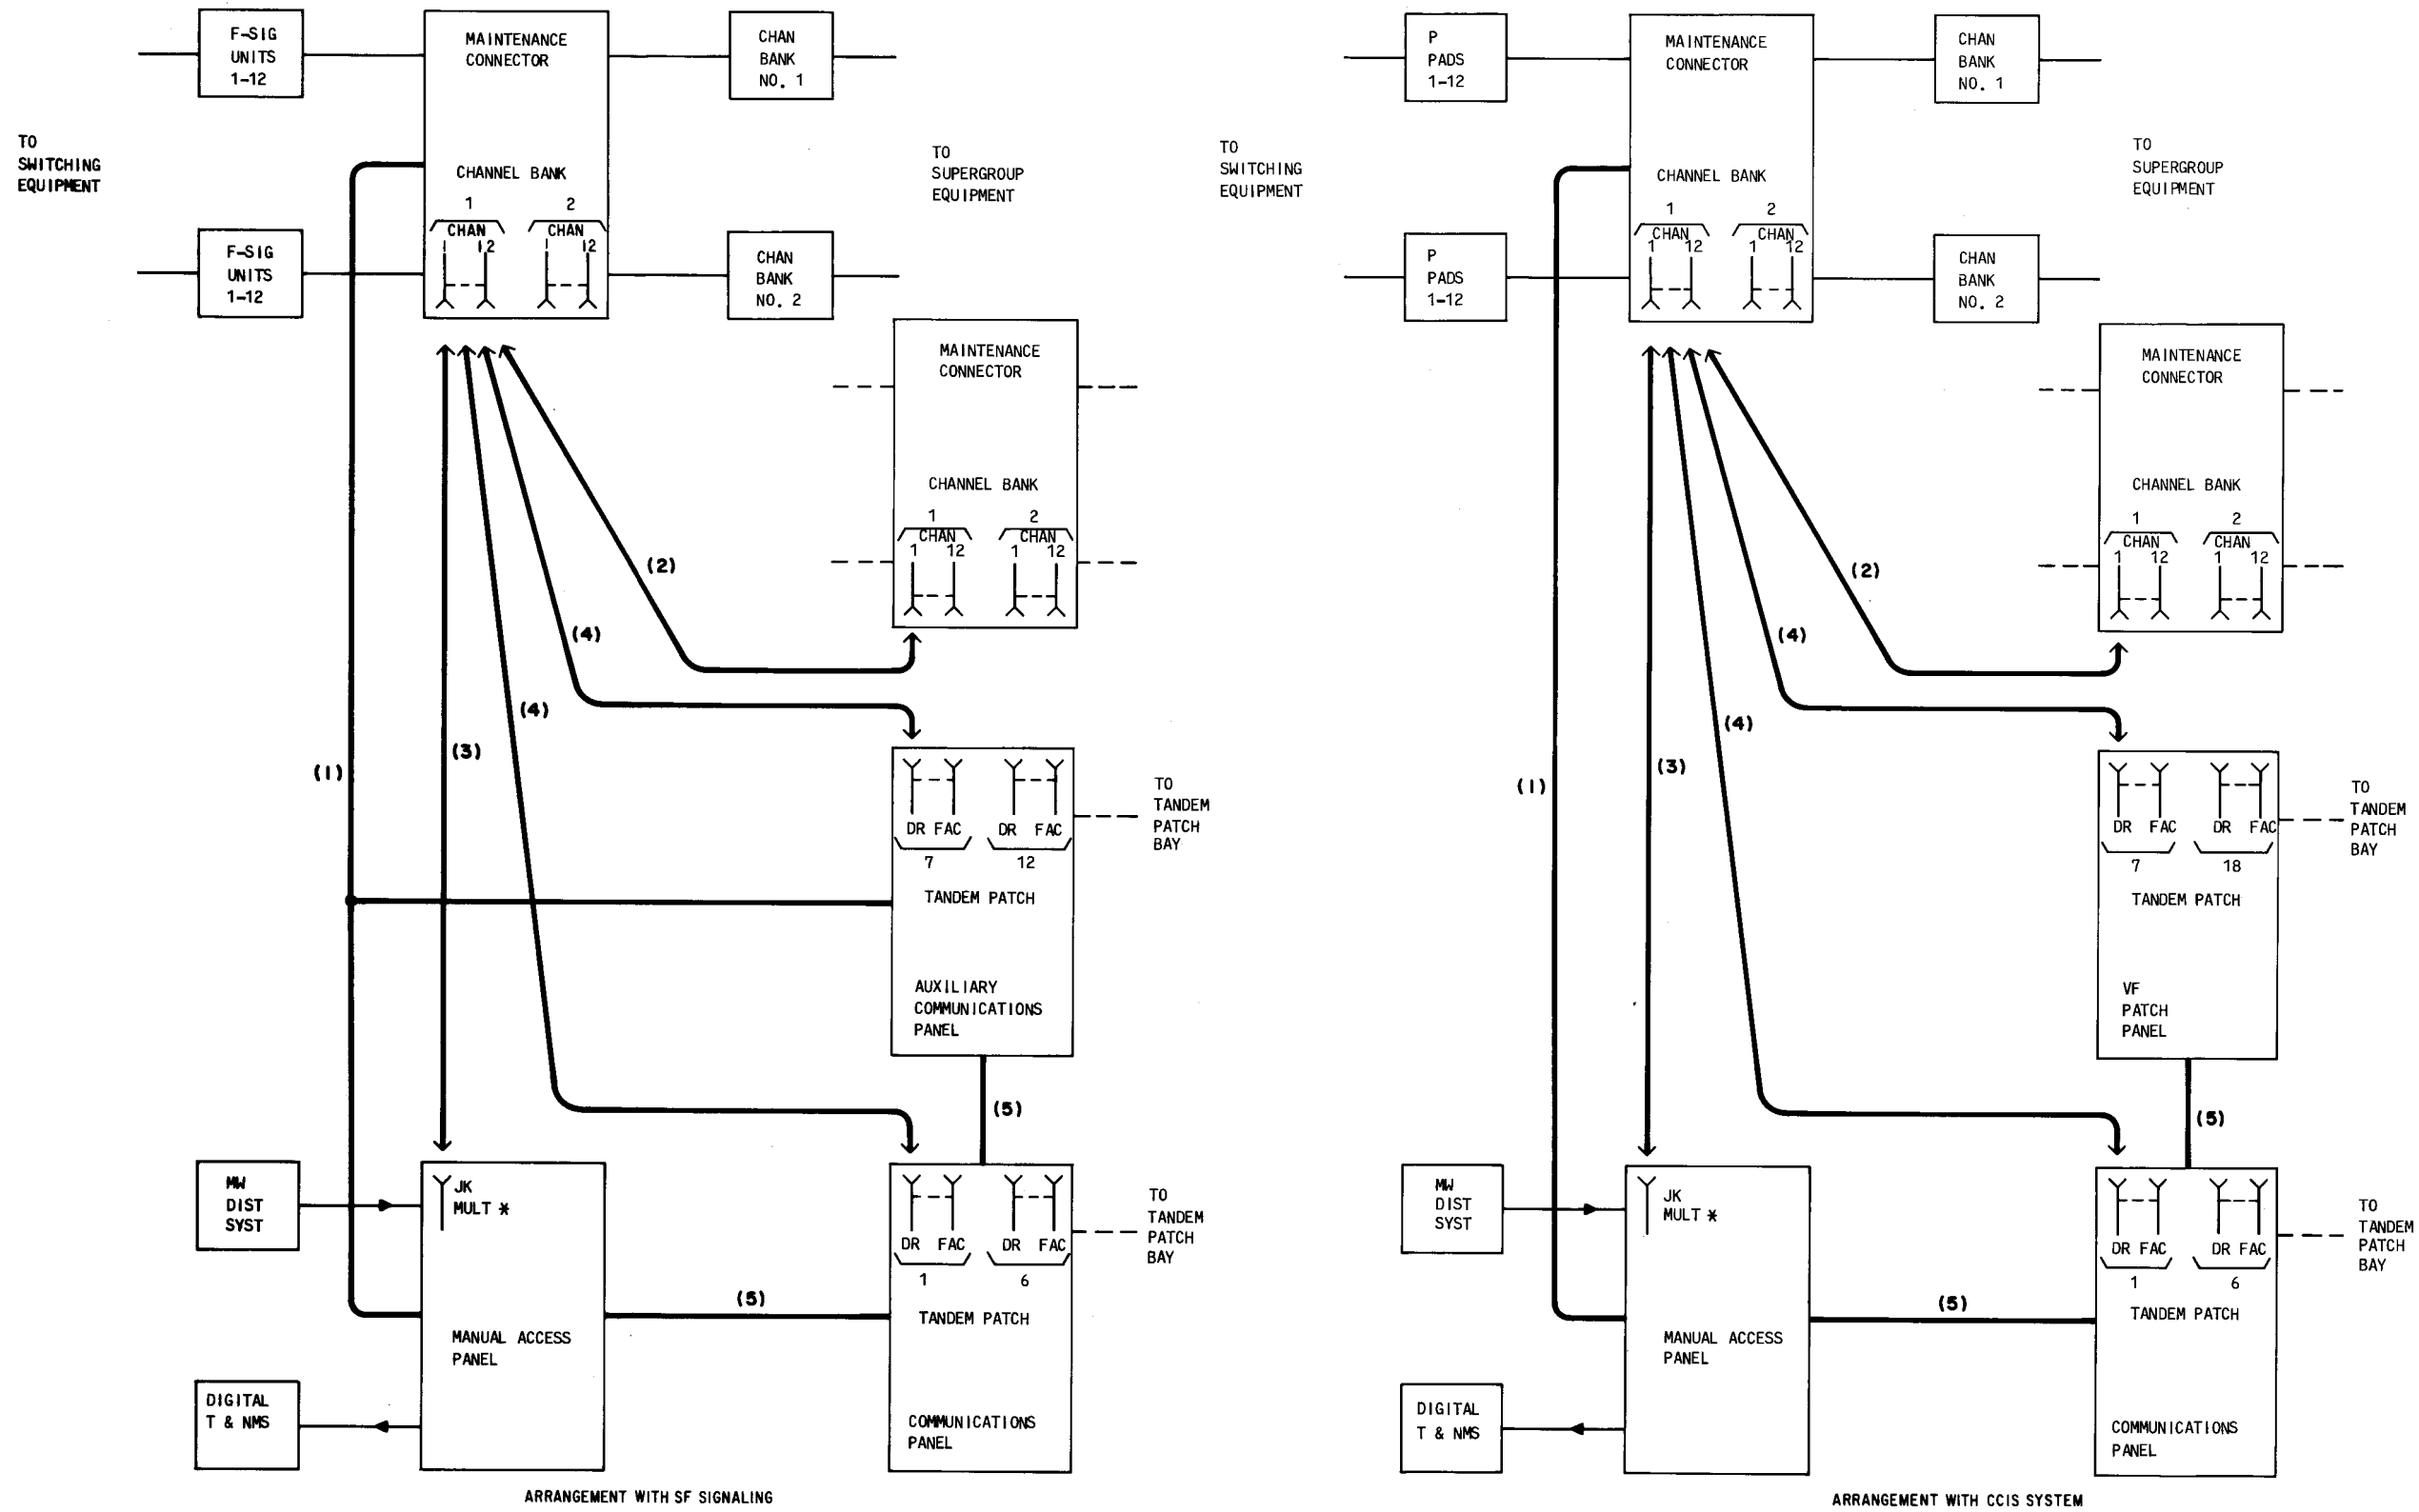 F-SIG
UNITS
1-12
MAINTENANCE
CONNECTOR
CHAN
BANK
NO. 1
TO
SWITCHING
EQUIPMENT
CHANNEL BANK
1 2
CHAN CHAN
1 12 1 12
TO
SUPERGROUP
EQUIPMENT
F-SIG
UNITS
1-12
CHAN
BANK
NO. 2
MAINTENANCE
CONNECTOR
CHANNEL BANK
1 2
CHAN CHAN
1 12 1 12
(2)
(4)
(4)
(3)
(1)
DR FAC DR FAC
7 12
TANDEM PATCH
AUXILIARY
COMMUNICATIONS
PANEL
TO
TANDEM
PATCH
BAY
(5)
MW
DIST
SYST
JK
MULT *
MANUAL ACCESS
PANEL
DIGITAL
T & NMS
(5)
DR FAC DR FAC
1 6
TANDEM PATCH
COMMUNICATIONS
PANEL
TO
TANDEM
PATCH
BAY
ARRANGEMENT WITH SF SIGNALING
P
PADS
1-12
MAINTENANCE
CONNECTOR
CHAN
BANK
NO. 1
TO
SWITCHING
EQUIPMENT
CHANNEL BANK
1 2
CHAN CHAN
1 12 1 12
TO
SUPERGROUP
EQUIPMENT
P
PADS
1-12
CHAN
BANK
NO. 2
MAINTENANCE
CONNECTOR
CHANNEL BANK
1 2
CHAN CHAN
1 12 1 12
(2)
(4)
(4)
(3)
(1)
DR FAC DR FAC
7 18
TANDEM PATCH
VF
PATCH
PANEL
TO
TANDEM
PATCH
BAY
(5)
MW
DIST
SYST
JK
MULT *
MANUAL ACCESS
PANEL
DIGITAL
T & NMS
(5)
DR FAC DR FAC
1 6
TANDEM PATCH
COMMUNICATIONS
PANEL
TO
TANDEM
PATCH
BAY
ARRANGEMENT WITH CCIS SYSTEM